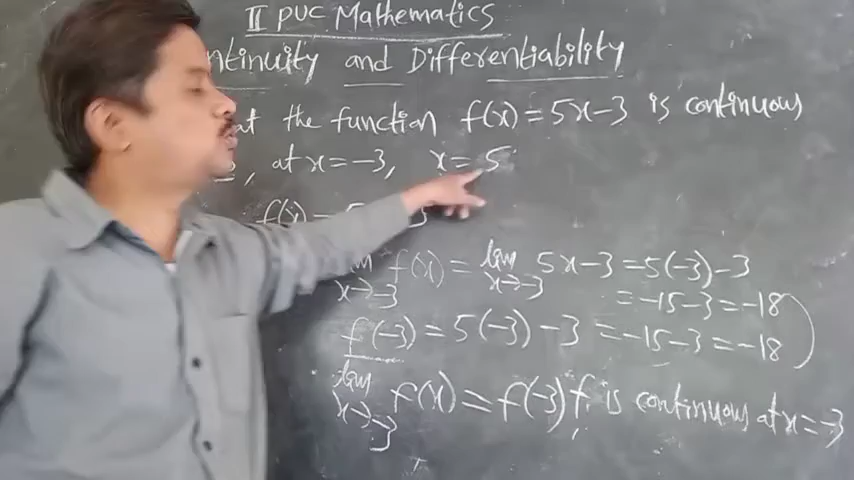 II PUC Mathematics
ntinuity and Differentiability
at the function f(x) = 5x-3 is continuous
, at x = -3, x = 5
f(x) =
f(x) = lim x→-3 5x-3 = 5(-3)-3
x→-3
= -15-3 = -18
f(-3) = 5(-3) - 3 = -15-3 = -18
lim x→-3 f(x) = f(-3) f is continuous at x = -3